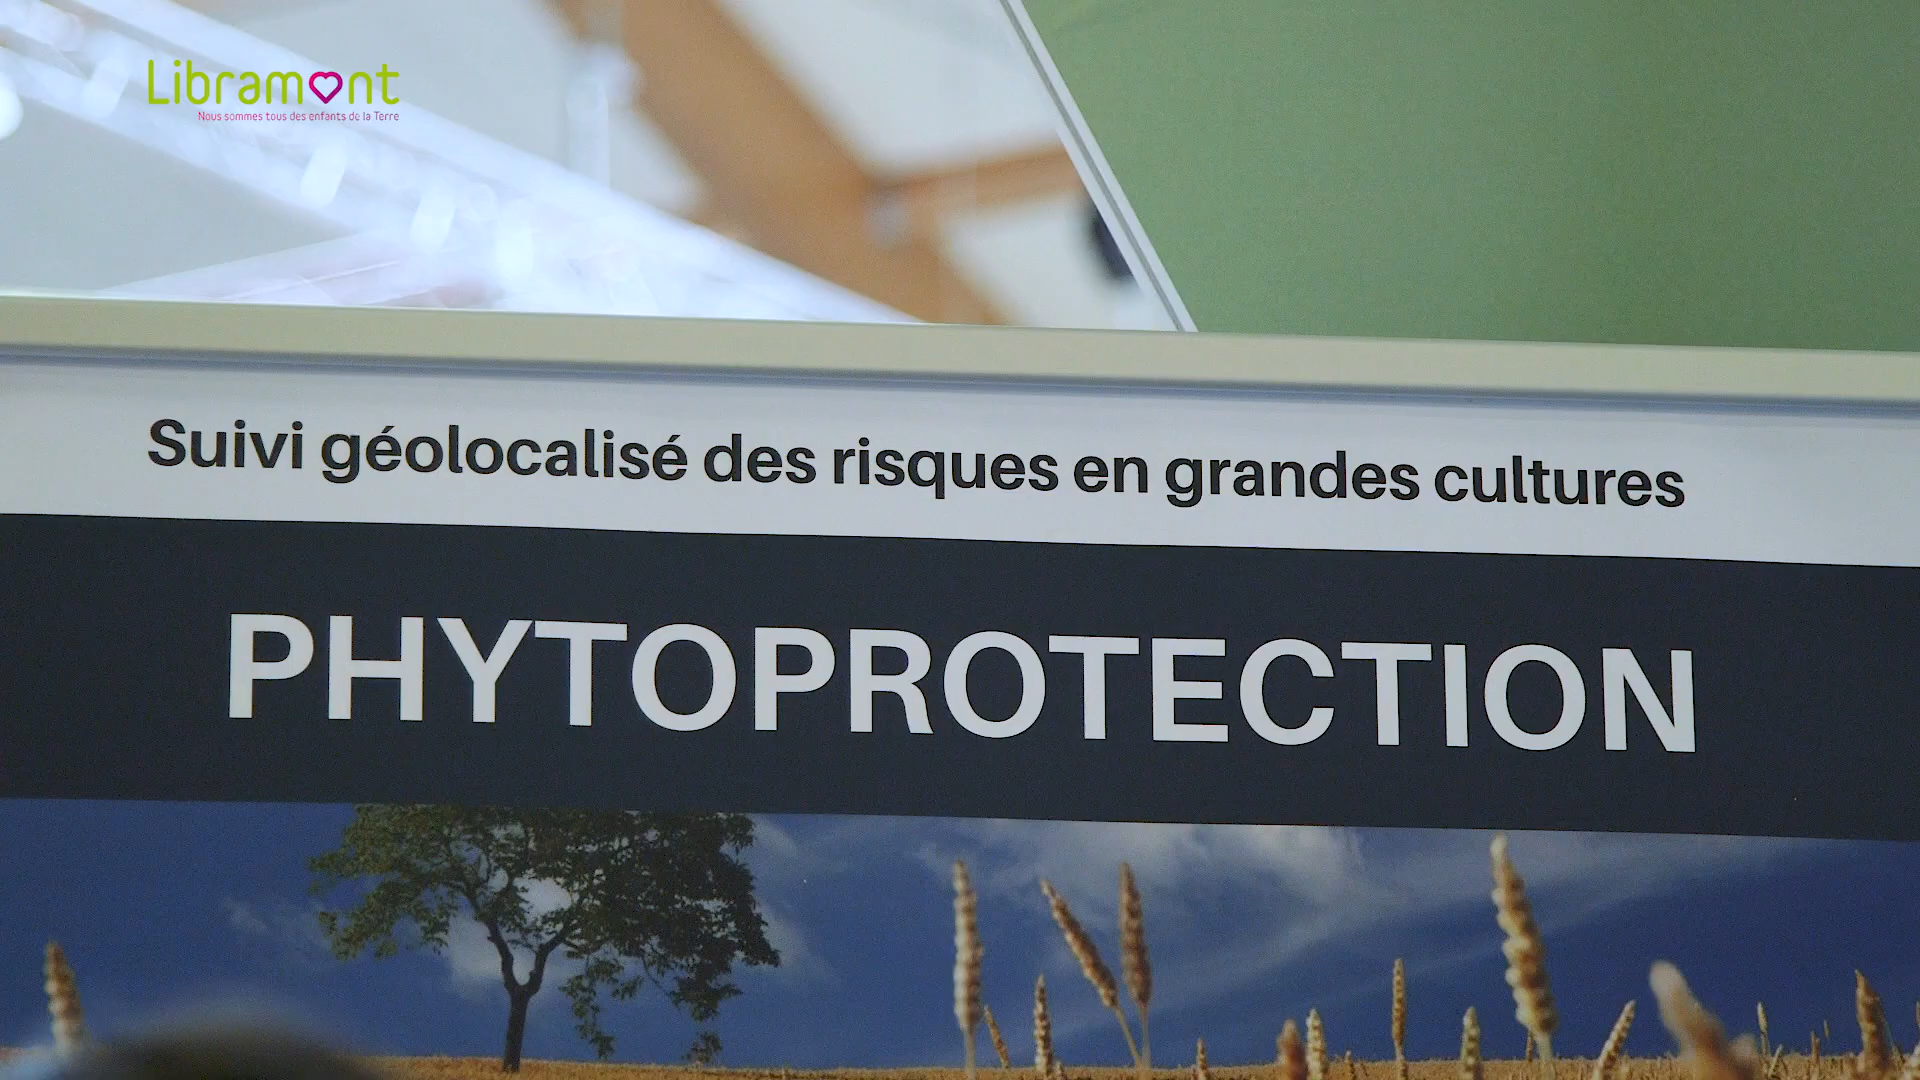 Libramont
Nous sommes tous des enfants de la Terre
Suivi géolocalisé des risques en grandes cultures
PHYTOPROTECTION